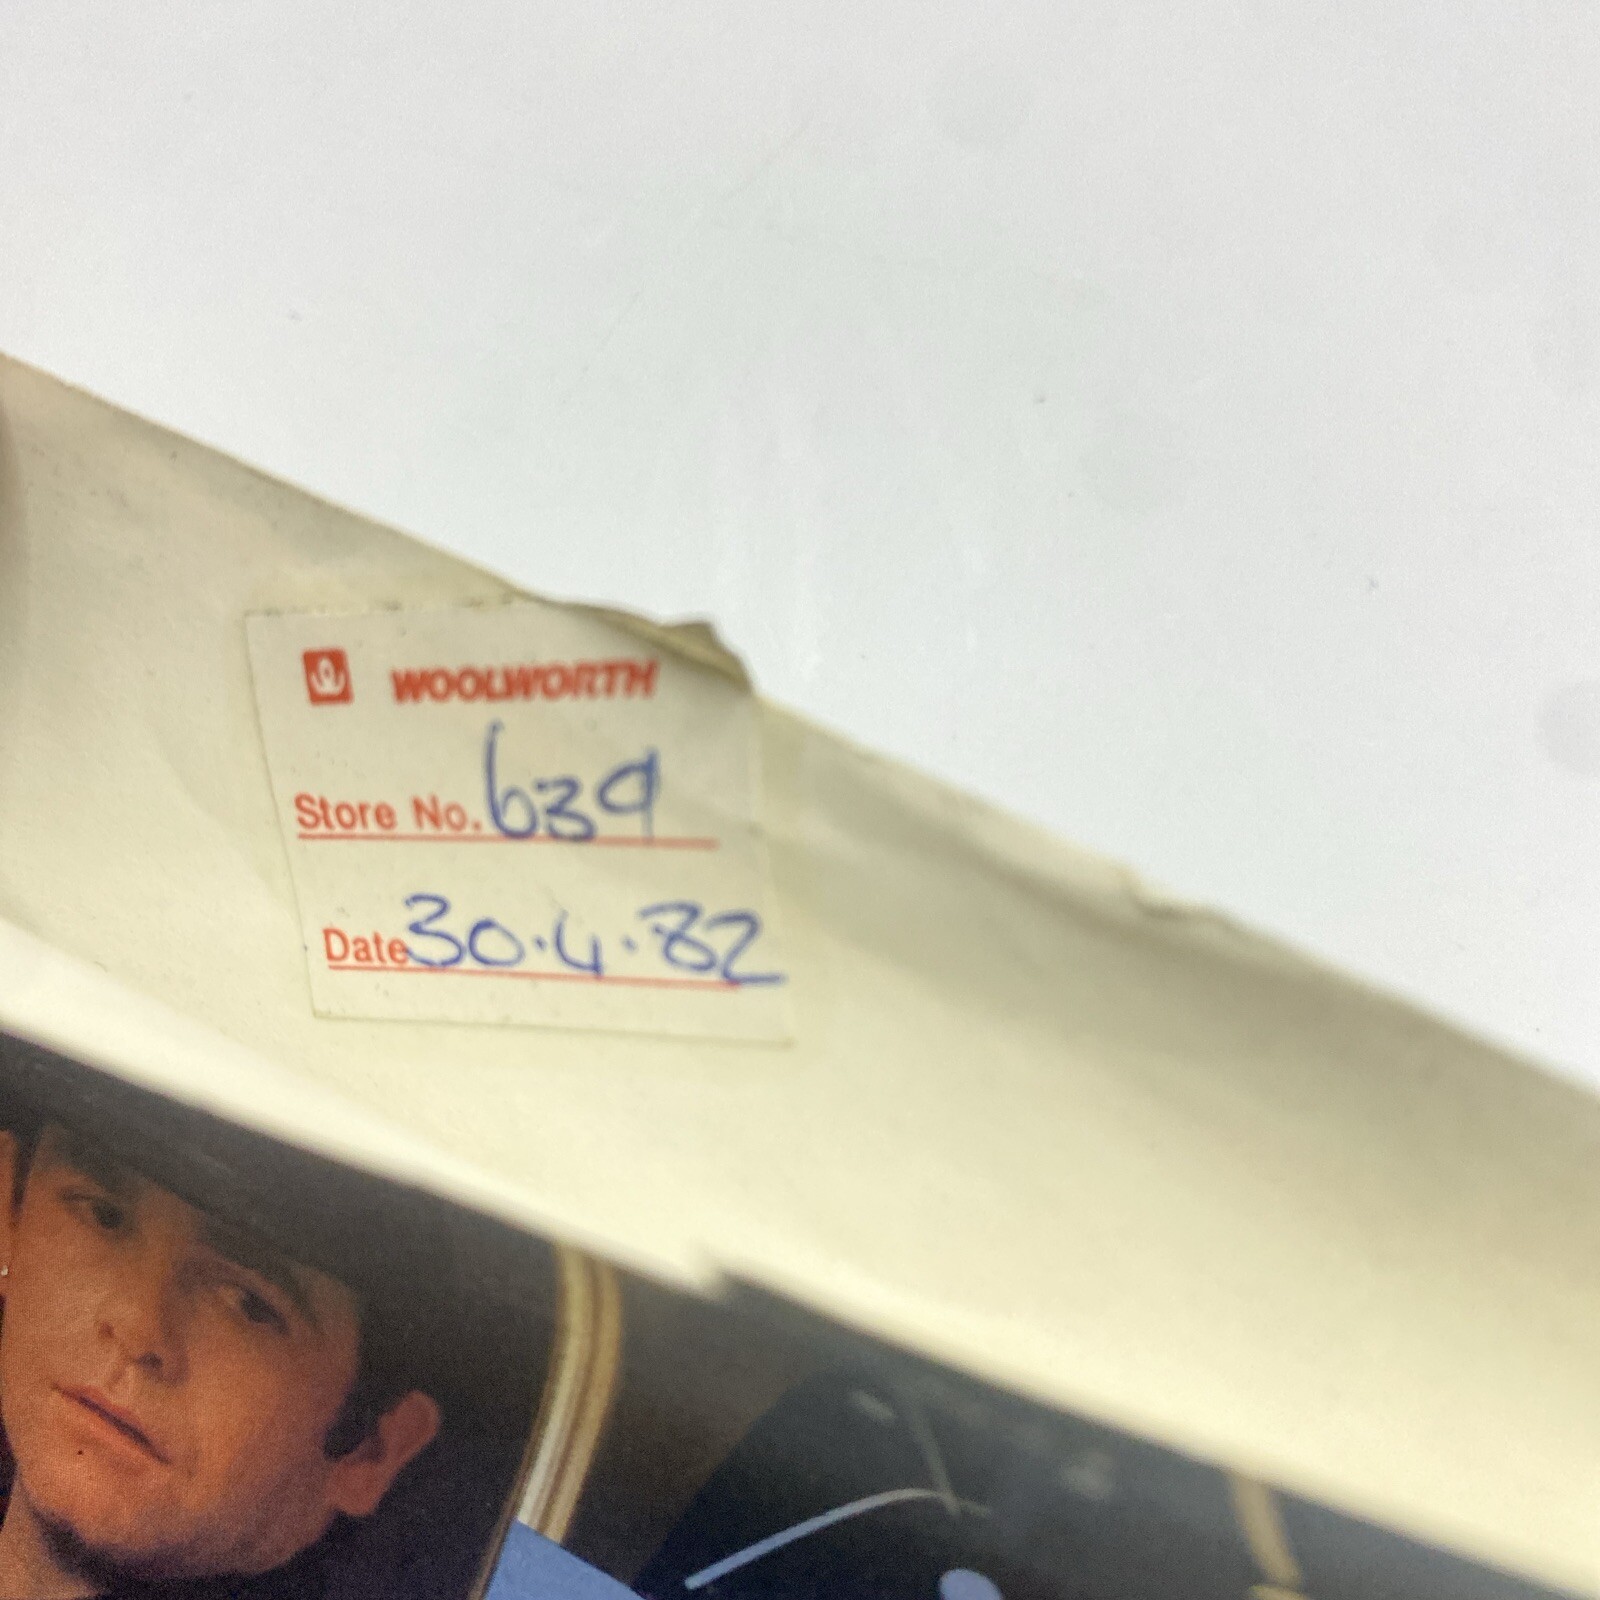 WOOLWORTH
Store No. 639
Date 30.4.82